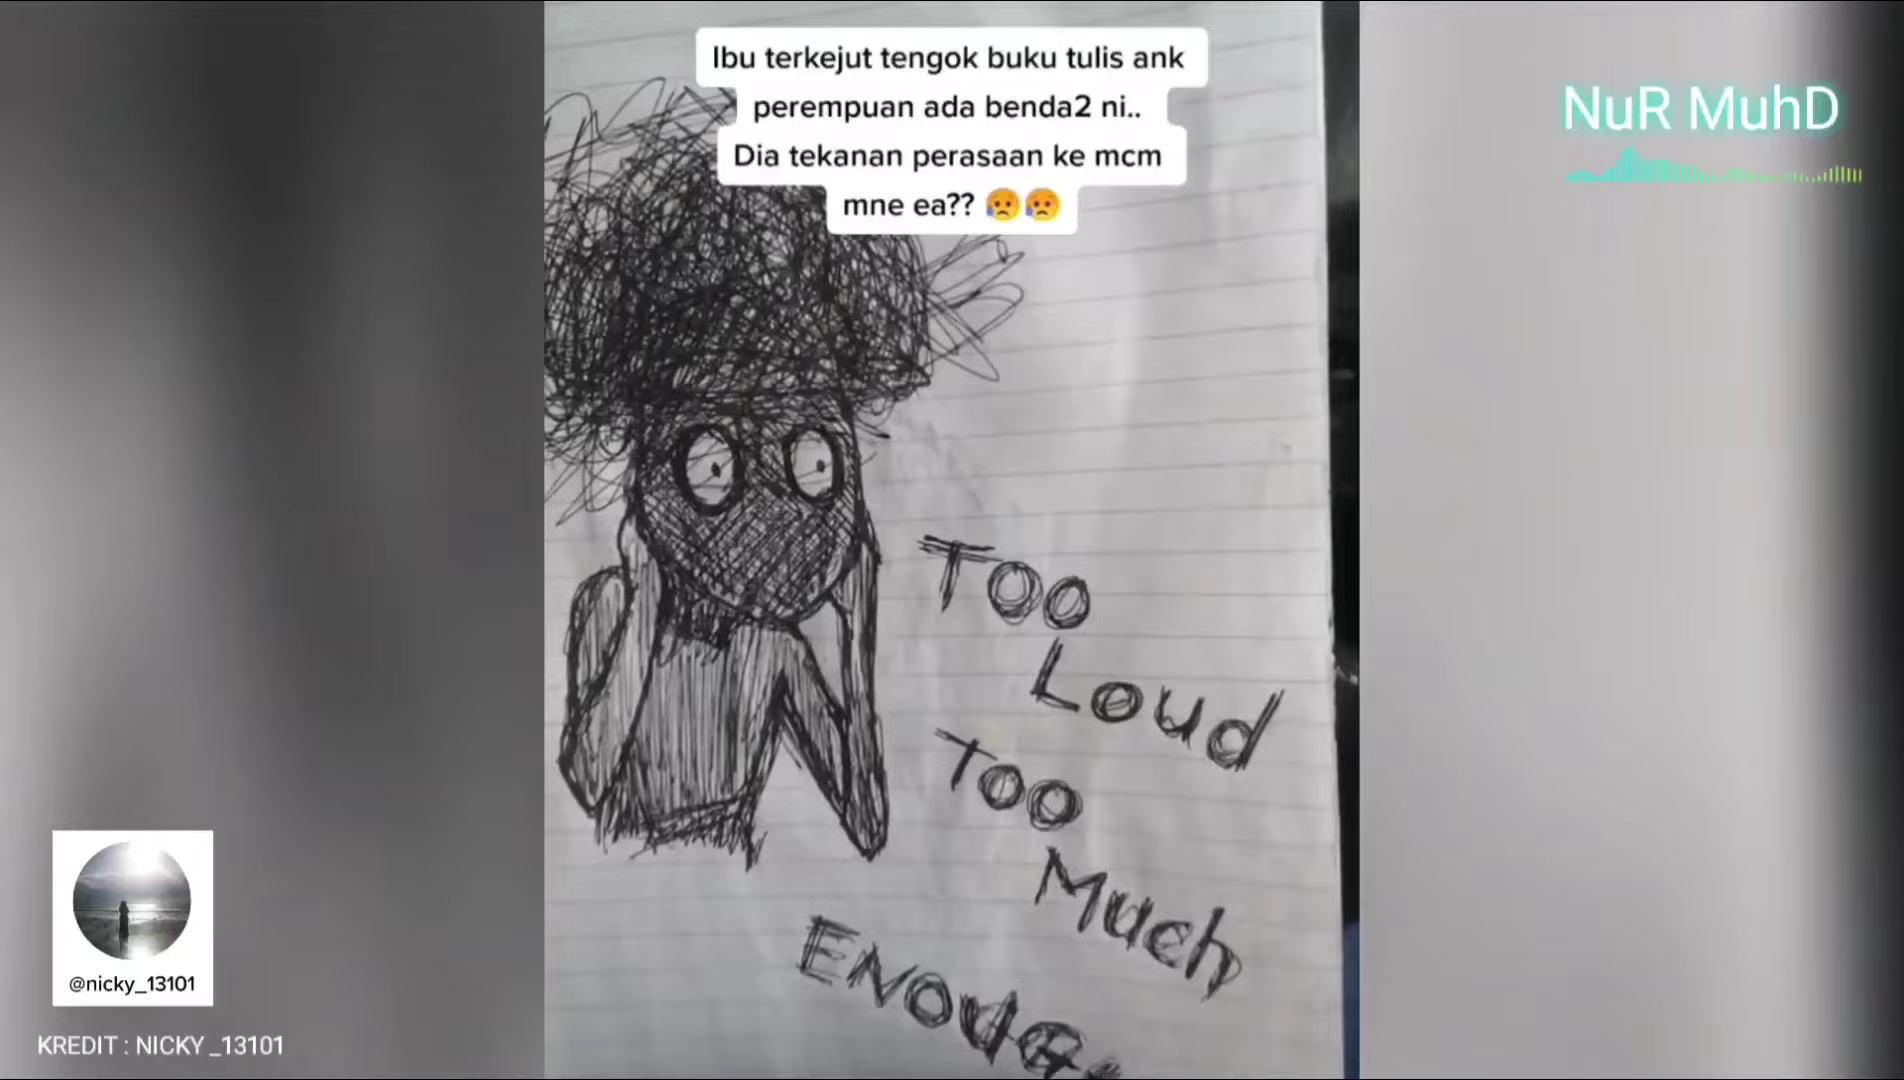 Ibu terkejut tengok buku tulis ank
perempuan ada benda2 ni..
Dia tekanan perasaan ke mcm
mne ea?? 😥😥
NuR MuhD
TOO
LOUD
TOO
MUCH
@nicky_13101
KREDIT : NICKY _13101